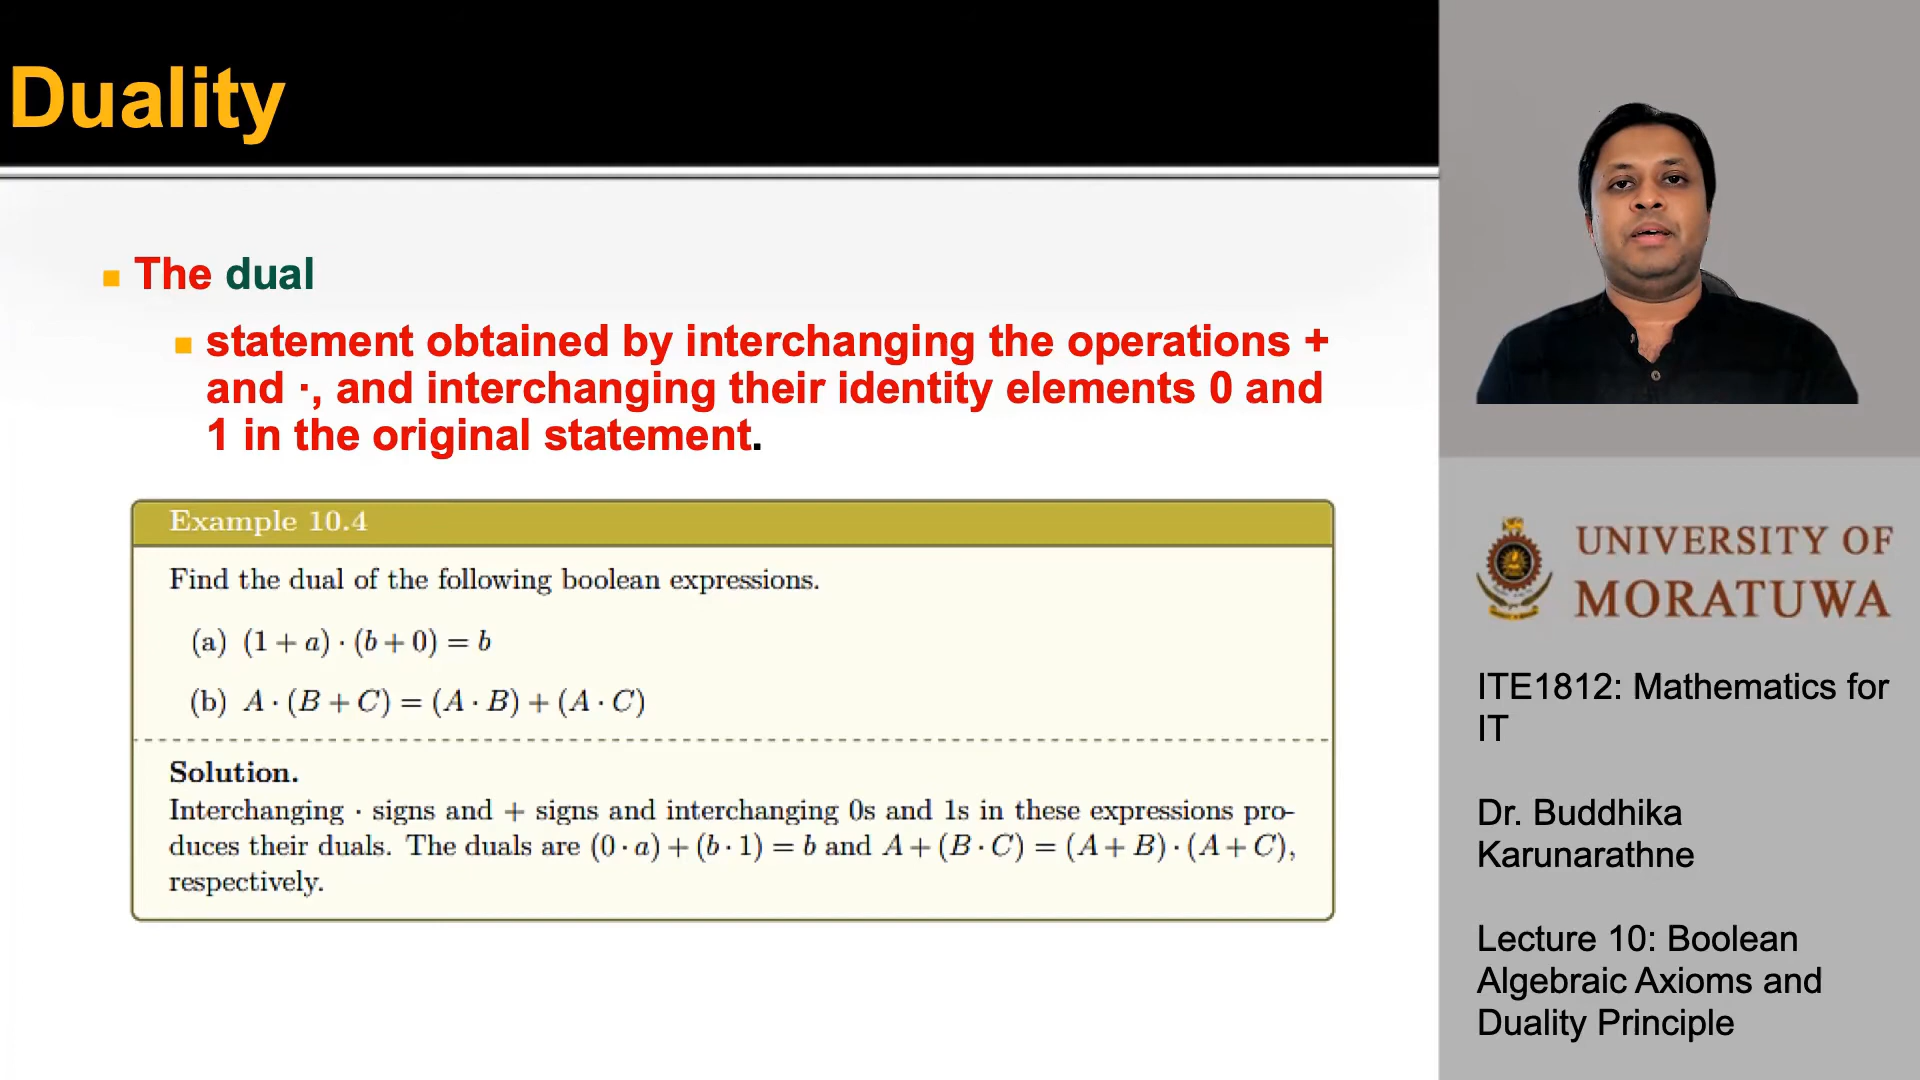 Duality
The dual
statement obtained by interchanging the operations +
and ·, and interchanging their identity elements 0 and
1 in the original statement.
Example 10.4
Find the dual of the following boolean expressions.
(a) (1 + a) · (b + 0) = b
(b) A · (B + C) = (A · B) + (A · C)
Solution.
Interchanging · signs and + signs and interchanging 0s and 1s in these expressions pro-
duces their duals. The duals are (0 · a) + (b · 1) = b and A + (B · C) = (A + B) · (A + C),
respectively.
UNIVERSITY OF
MORATUWA
ITE1812: Mathematics for
IT
Dr. Buddhika
Karunarathne
Lecture 10: Boolean
Algebraic Axioms and
Duality Principle